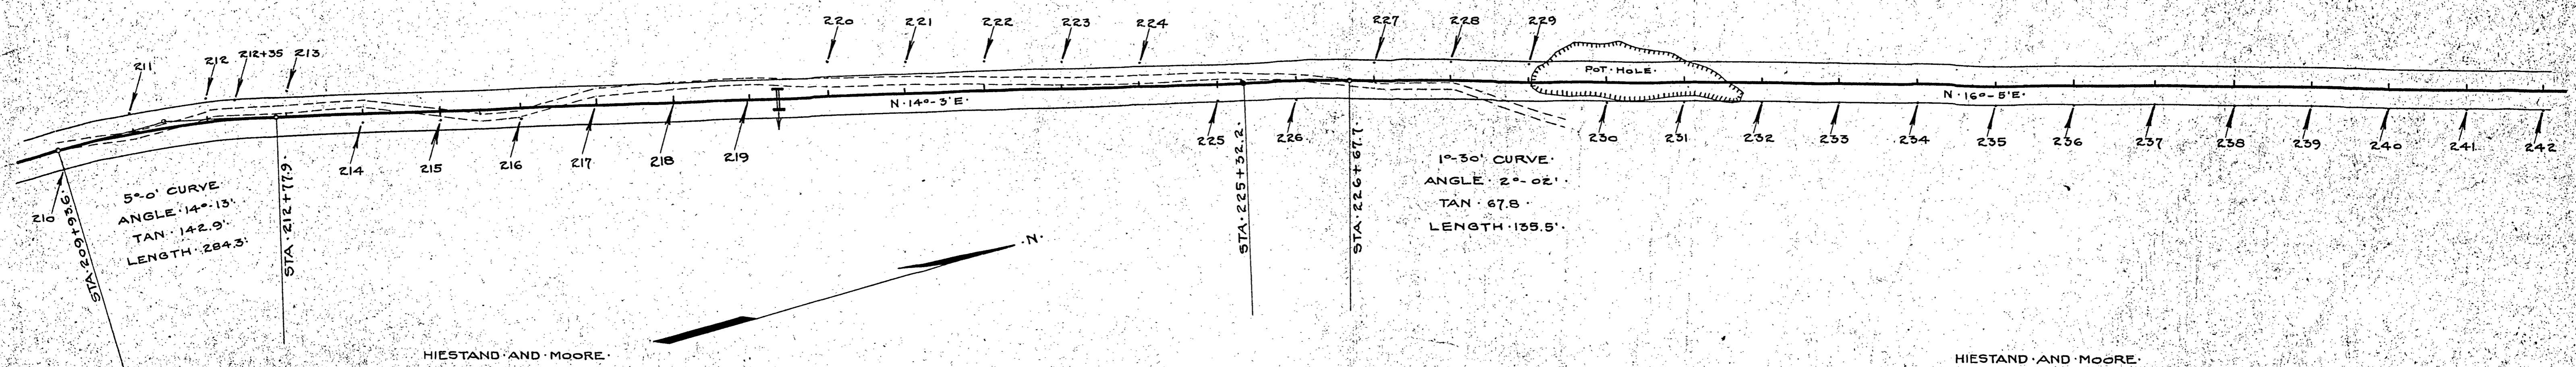 220 221 222 223 224 227 228 229
211 212 212+35 213
POT·HOLE·
N·14°-3'E·
N·16°-5'E·
210 214 215 216 217 218 219 225 226 230 231 232 233 234 235 236 237 238 239 240 241 242
STA·209+93.6·
5°-0' CURVE
ANGLE·14°-13'
TAN·142.9'·
LENGTH·284.3'
STA·212+77.9·
STA·225+32.2·
STA·226+67.7·
1°-30' CURVE·
ANGLE·2°-02'·
TAN·67.8·
LENGTH·135.5'·
·N·
HIESTAND·AND·MOORE·
HIESTAND·AND·MOORE·